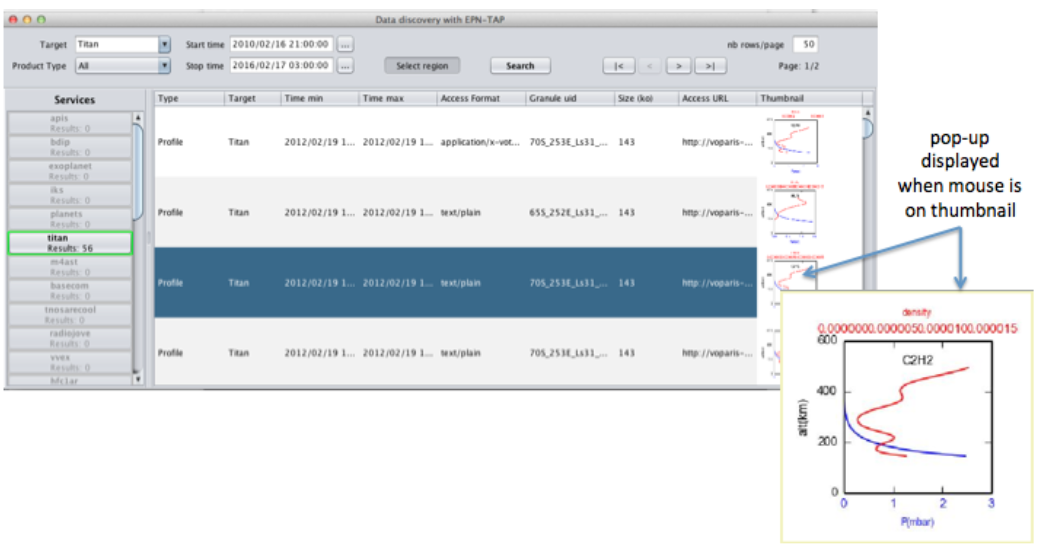 Data discovery with EPN-TAP
Target Titan Start time 2010/02/16 21:00:00 ... nb rows/page 50
Product Type All Stop time 2016/02/17 03:00:00 ... Select region Search |< < > >| Page: 1/2
Services
apis
Results: 0
bdip
Results: 0
exoplanet
Results: 0
iks
Results: 0
planets
Results: 0
titan
Results: 56
m4ast
Results: 0
basecom
Results: 0
tnosarecool
Results: 0
radiojove
Results: 0
vvex
Results: 0
hfc1ar
Type Target Time min Time max Access Format Granule uid Size (ko) Access URL Thumbnail
Profile Titan 2012/02/19 1... 2012/02/19 1... application/x-vot... 70S_253E_Ls31_... 143 http://voparis-...
Profile Titan 2012/02/19 1... 2012/02/19 1... text/plain 65S_252E_Ls31_... 143 http://voparis-...
Profile Titan 2012/02/19 1... 2012/02/19 1... text/plain 70S_253E_Ls31_... 143 http://voparis-...
Profile Titan 2012/02/19 1... 2012/02/19 1... text/plain 70S_253E_Ls31_... 143 http://voparis-...
pop-up
displayed
when mouse is
on thumbnail
density
0.0000000.0000050.0000100.000015
600
C2H2
400
alt(km)
200
0
0 1 2 3
P(mbar)